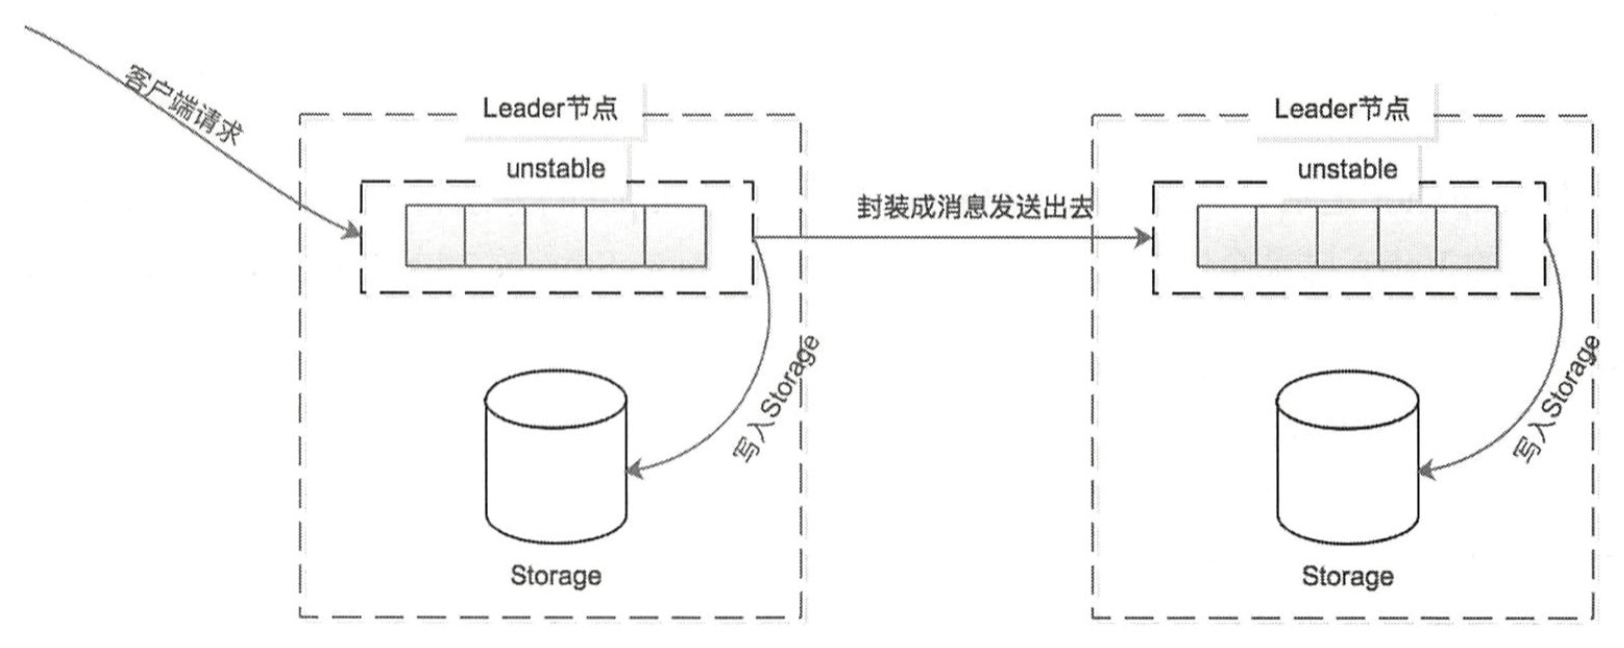 客户端请求
Leader节点
unstable
写入Storage
Storage
封装成消息发送出去
Leader节点
unstable
写入Storage
Storage